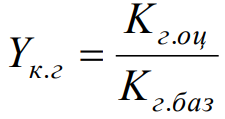 Yк.г = Kг.оц / Kг.баз